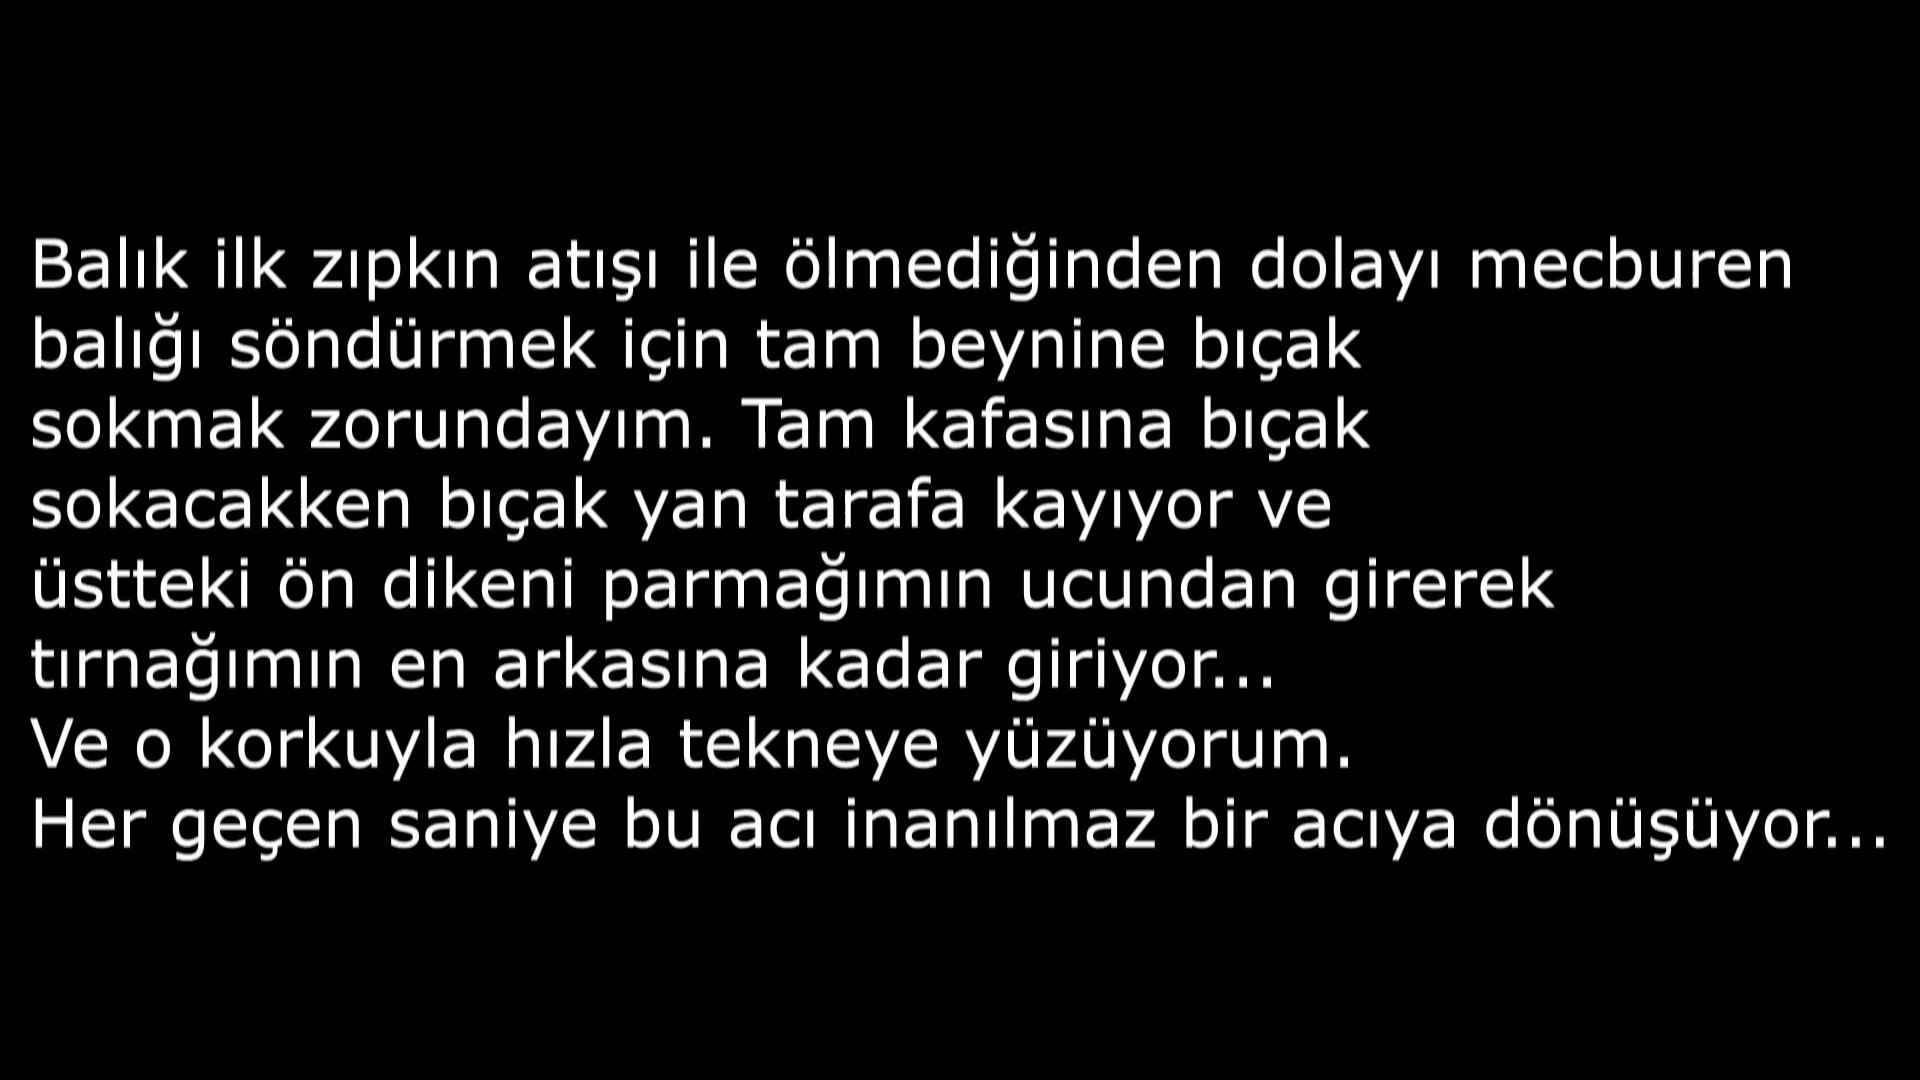 Balık ilk zıpkın atışı ile ölmediğinden dolayı mecburen
balığı söndürmek için tam beynine bıçak
sokmak zorundayım. Tam kafasına bıçak
sokacakken bıçak yan tarafa kayıyor ve
üstteki ön dikeni parmağımın ucundan girerek
tırnağımın en arkasına kadar giriyor...
Ve o korkuyla hızla tekneye yüzüyorum.
Her geçen saniye bu acı inanılmaz bir acıya dönüşüyor...